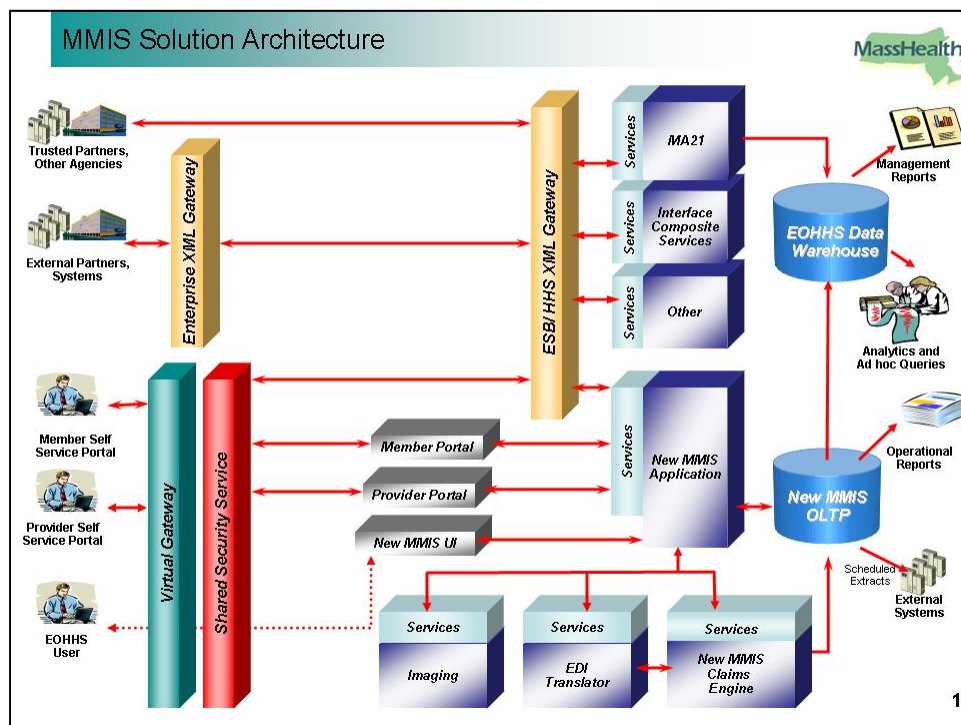 MMIS Solution Architecture
MassHealth
Trusted Partners,
Other Agencies
External Partners,
Systems
Enterprise XML Gateway
ESB/ HHS XML Gateway
Services
MA21
Services
Interface
Composite
Services
Services
Other
Management
Reports
EOHHS Data
Warehouse
Analytics and
Ad hoc Queries
Member Self
Service Portal
Provider Self
Service Portal
EOHHS
User
Virtual Gateway
Shared Security Service
Member Portal
Provider Portal
New MMIS UI
Services
New MMIS
Application
New MMIS
OLTP
Operational
Reports
Scheduled
Extracts
External
Systems
Services
Imaging
Services
EDI
Translator
Services
New MMIS
Claims
Engine
1